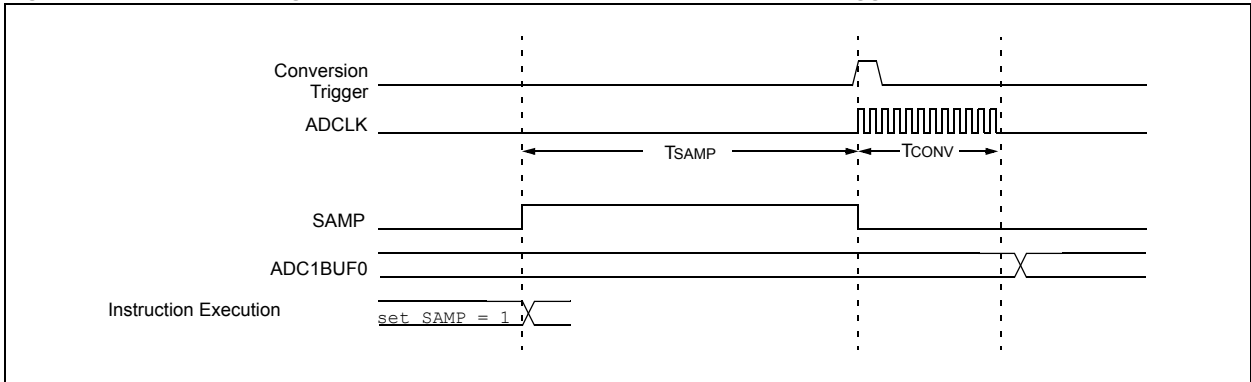 Conversion
Trigger
ADCLK
TSAMP
TCONV
SAMP
ADC1BUF0
Instruction Execution
set SAMP = 1